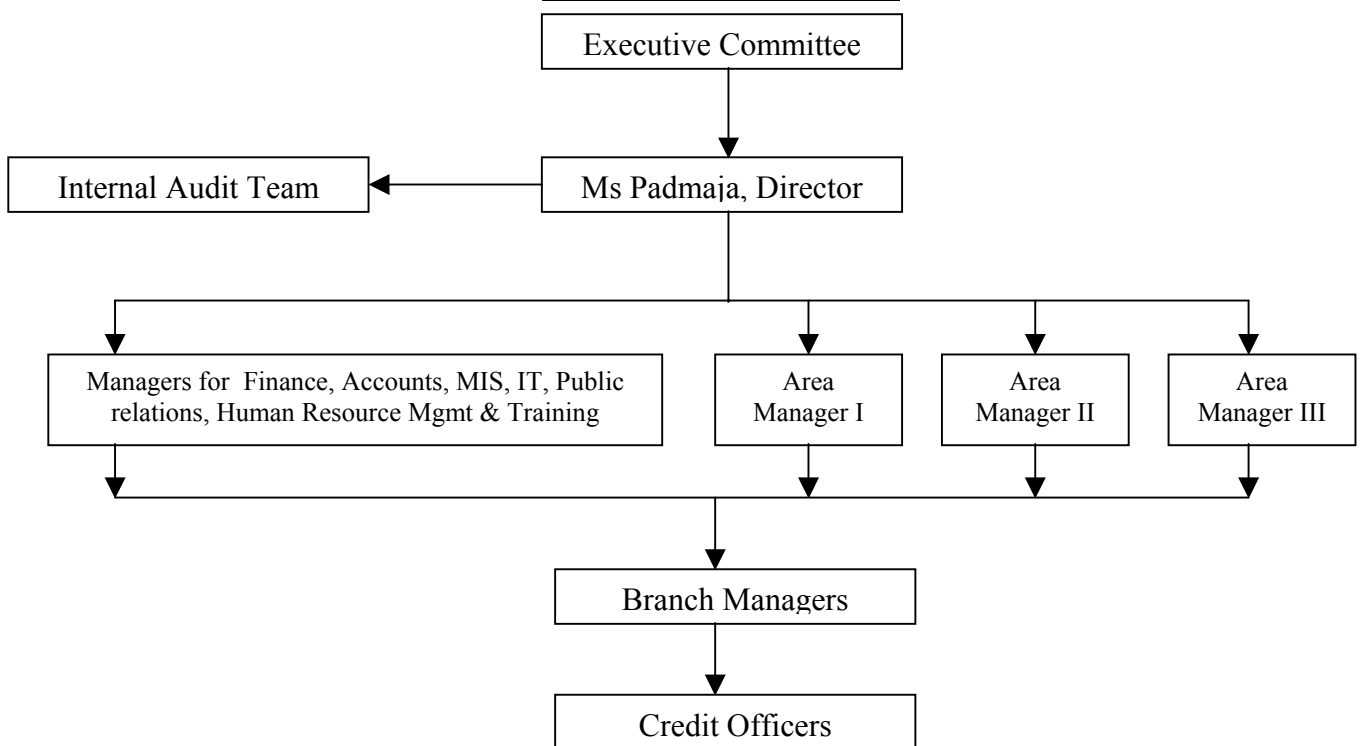 Executive Committee
Internal Audit Team
Ms Padmaja, Director
Managers for Finance, Accounts, MIS, IT, Public
relations, Human Resource Mgmt & Training
Area
Manager I
Area
Manager II
Area
Manager III
Branch Managers
Credit Officers